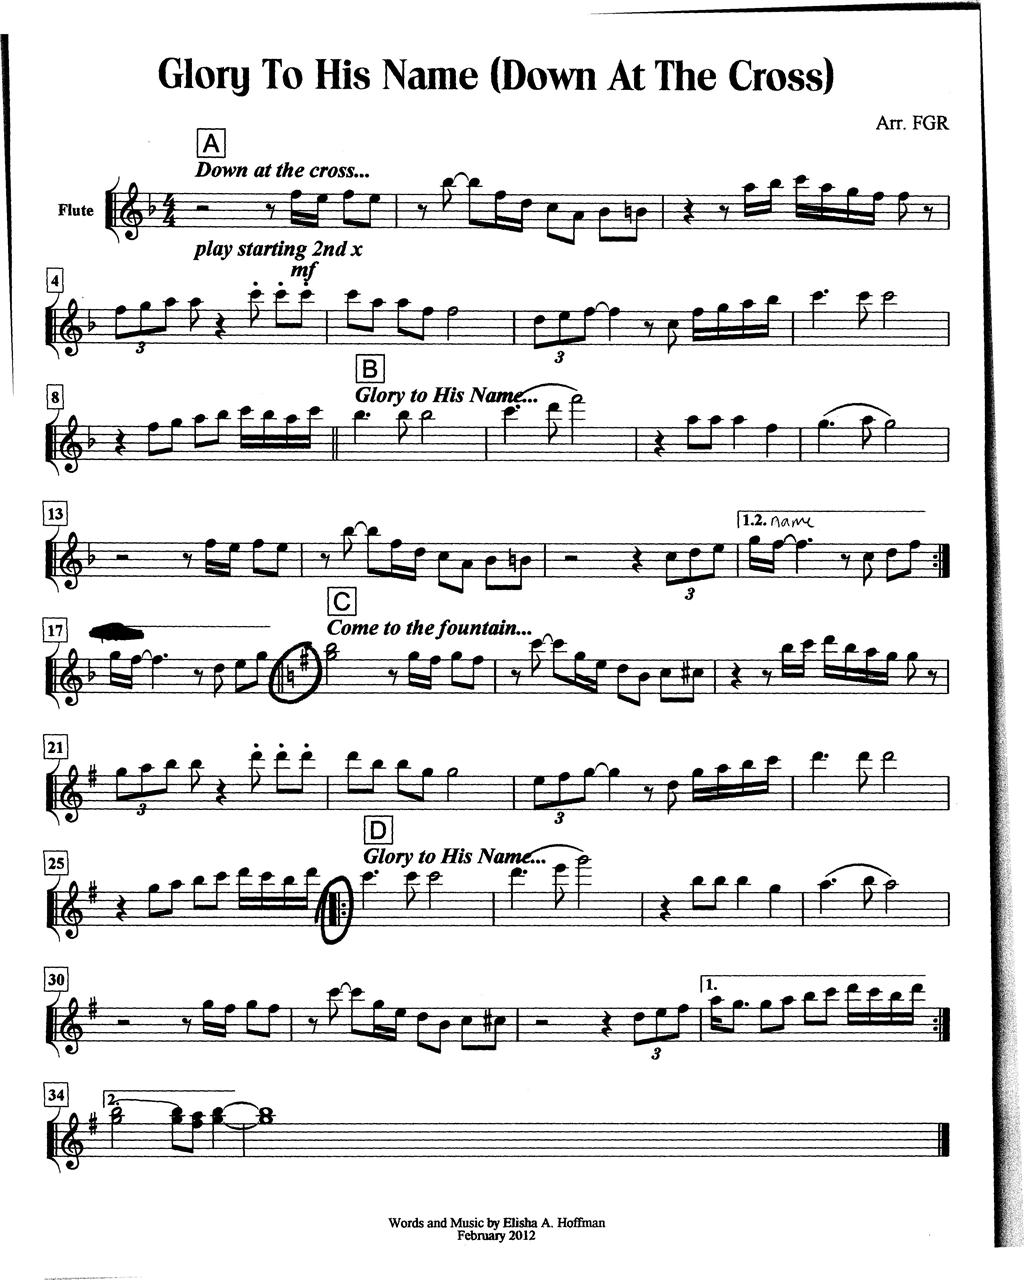 Glory To His Name (Down At The Cross)
Arr. FGR
A
Down at the cross...
Flute
4
4
play starting 2nd x
mf
4
3
3
B
8
Glory to His Name...
13
1.2. name
3
C
17
Come to the fountain...
21
3
3
D
25
Glory to His Name...
30
1.
3
34
2.
Words and Music by Elisha A. Hoffman
February 2012